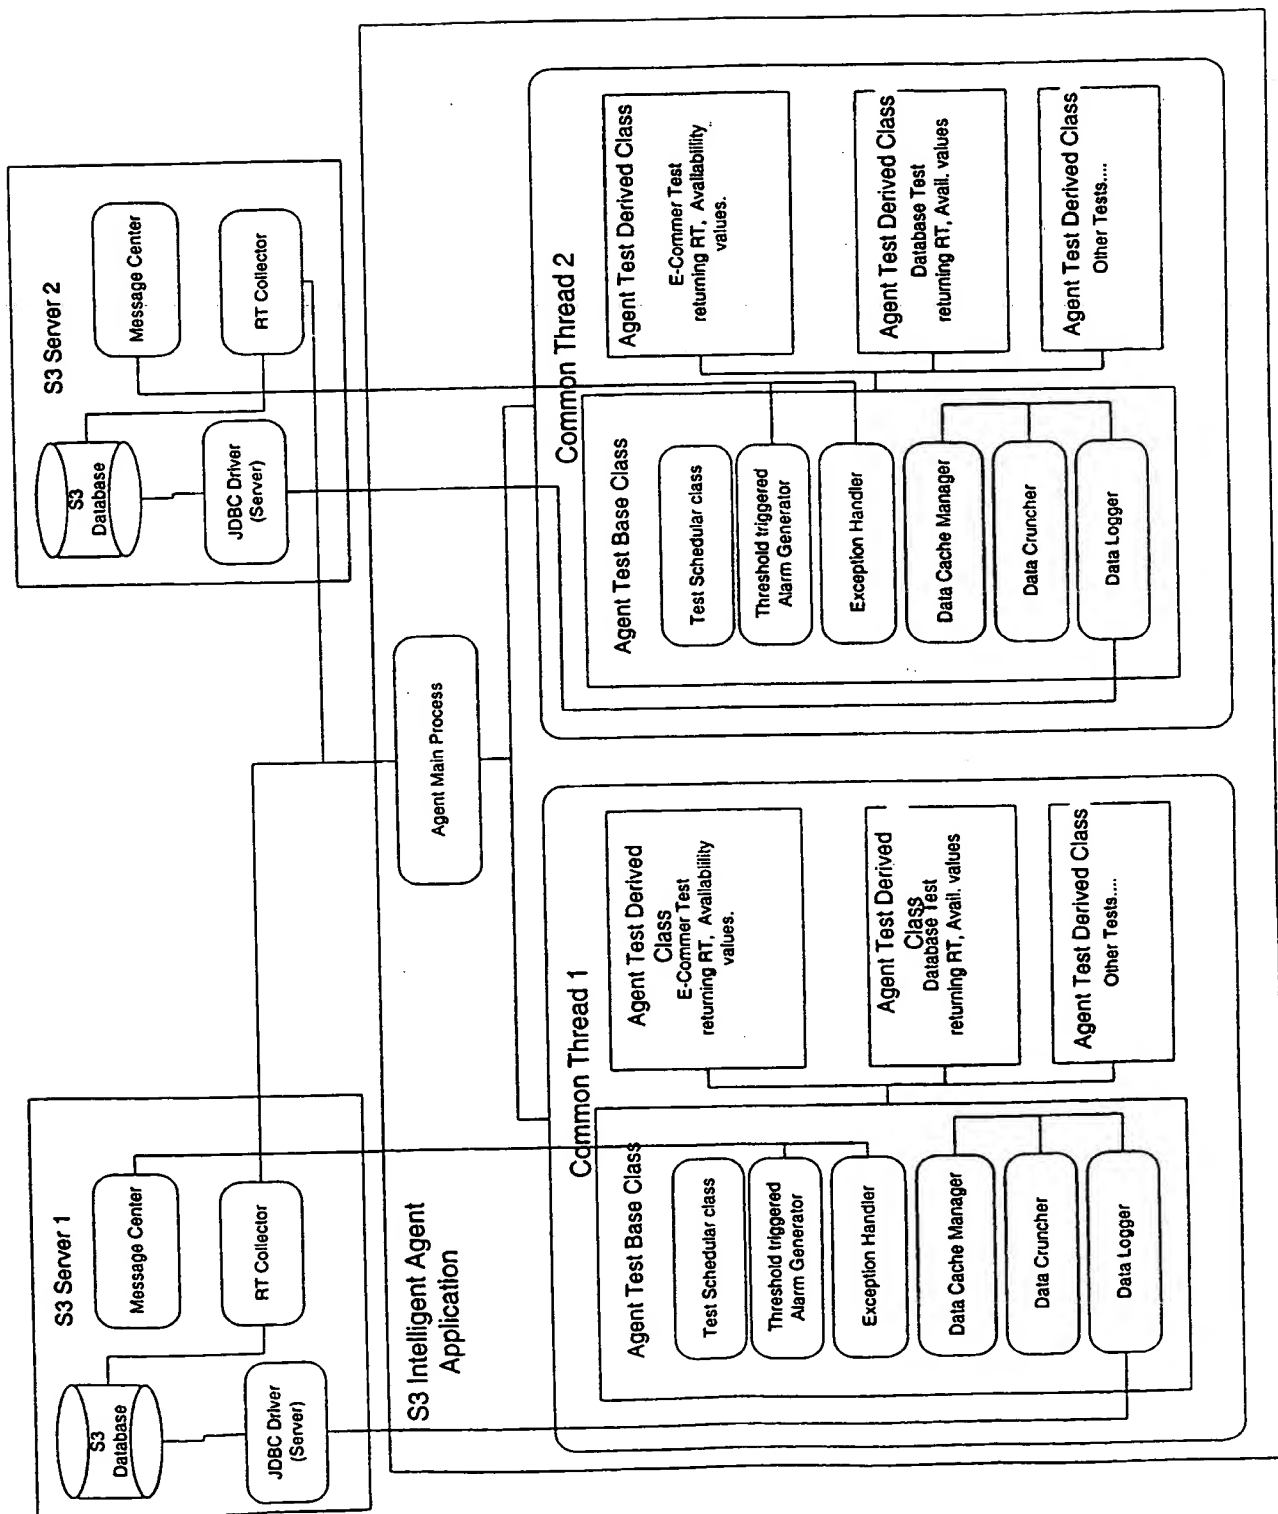 S3 Server 1
S3
Database
JDBC Driver
(Server)
Message Center
RT Collector
S3 Server 2
S3
Database
JDBC Driver
(Server)
Message Center
RT Collector
S3 Intelligent Agent
Application
Agent Main Process
Common Thread 1
Agent Test Base Class
Test Schedular class
Threshold triggered
Alarm Generator
Exception Handler
Data Cache Manager
Data Cruncher
Data Logger
Agent Test Derived
Class
E-Commer Test
returning RT, Availablility
values.
Agent Test Derived
Class
Database Test
returning RT, Avail. values
Agent Test Derived Class
Other Tests....
Common Thread 2
Agent Test Base Class
Test Schedular class
Threshold triggered
Alarm Generator
Exception Handler
Data Cache Manager
Data Cruncher
Data Logger
Agent Test Derived Class
E-Commer Test
returning RT, Availablility
values.
Agent Test Derived Class
Database Test
returning RT, Avail. values
Agent Test Derived Class
Other Tests....